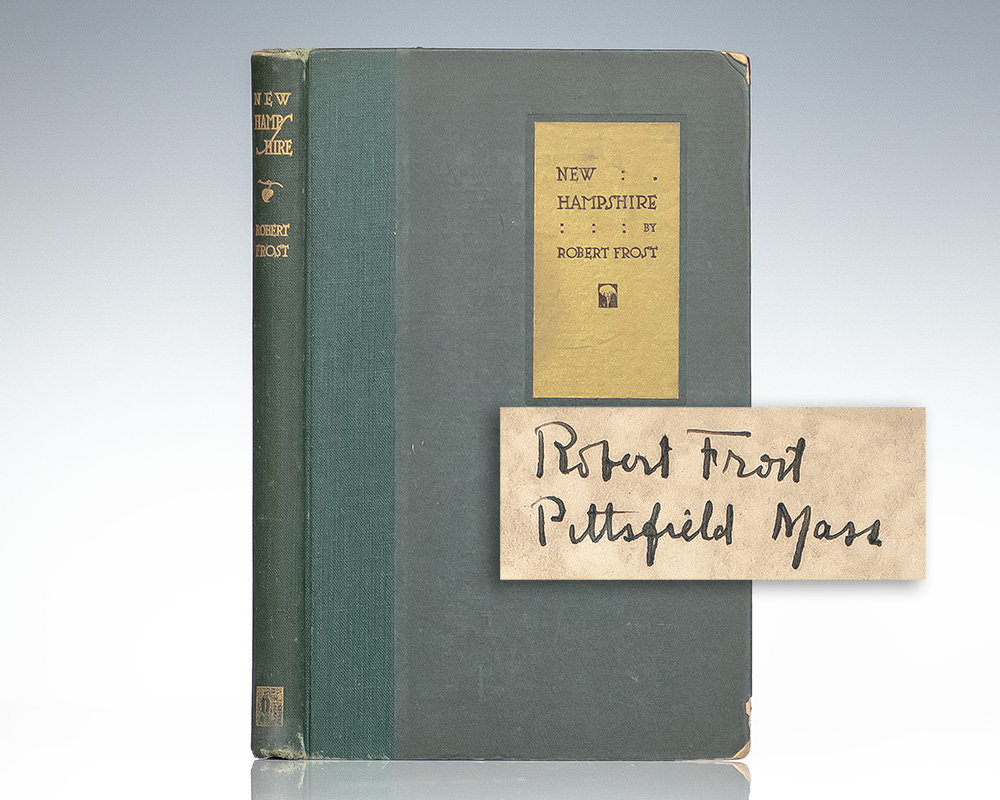 NEW
HAMPSHIRE
ROBERT
FROST
NEW : .
HAMPSHIRE
: : : BY
ROBERT FROST
Robert Frost
Pittsfield Mass